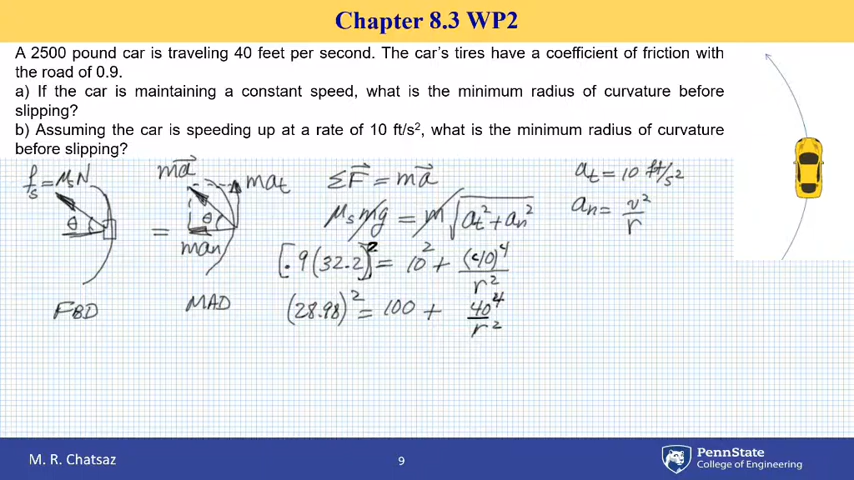 Chapter 8.3 WP2
A 2500 pound car is traveling 40 feet per second. The car's tires have a coefficient of friction with
the road of 0.9.
a) If the car is maintaining a constant speed, what is the minimum radius of curvature before
slipping?
b) Assuming the car is speeding up at a rate of 10 ft/s², what is the minimum radius of curvature
before slipping?
fs = μsN
θ
FBD
=
ma⃗
mat
θ
man
MAD
ΣF⃗ = ma⃗
μs mg = m √(at² + an²)
[.9(32.2)]² = 10² + (40)⁴/r²
(28.98)² = 100 + 40⁴/r²
at = 10 ft/s²
an = v²/r
M. R. Chatsaz
9
PennState
College of Engineering